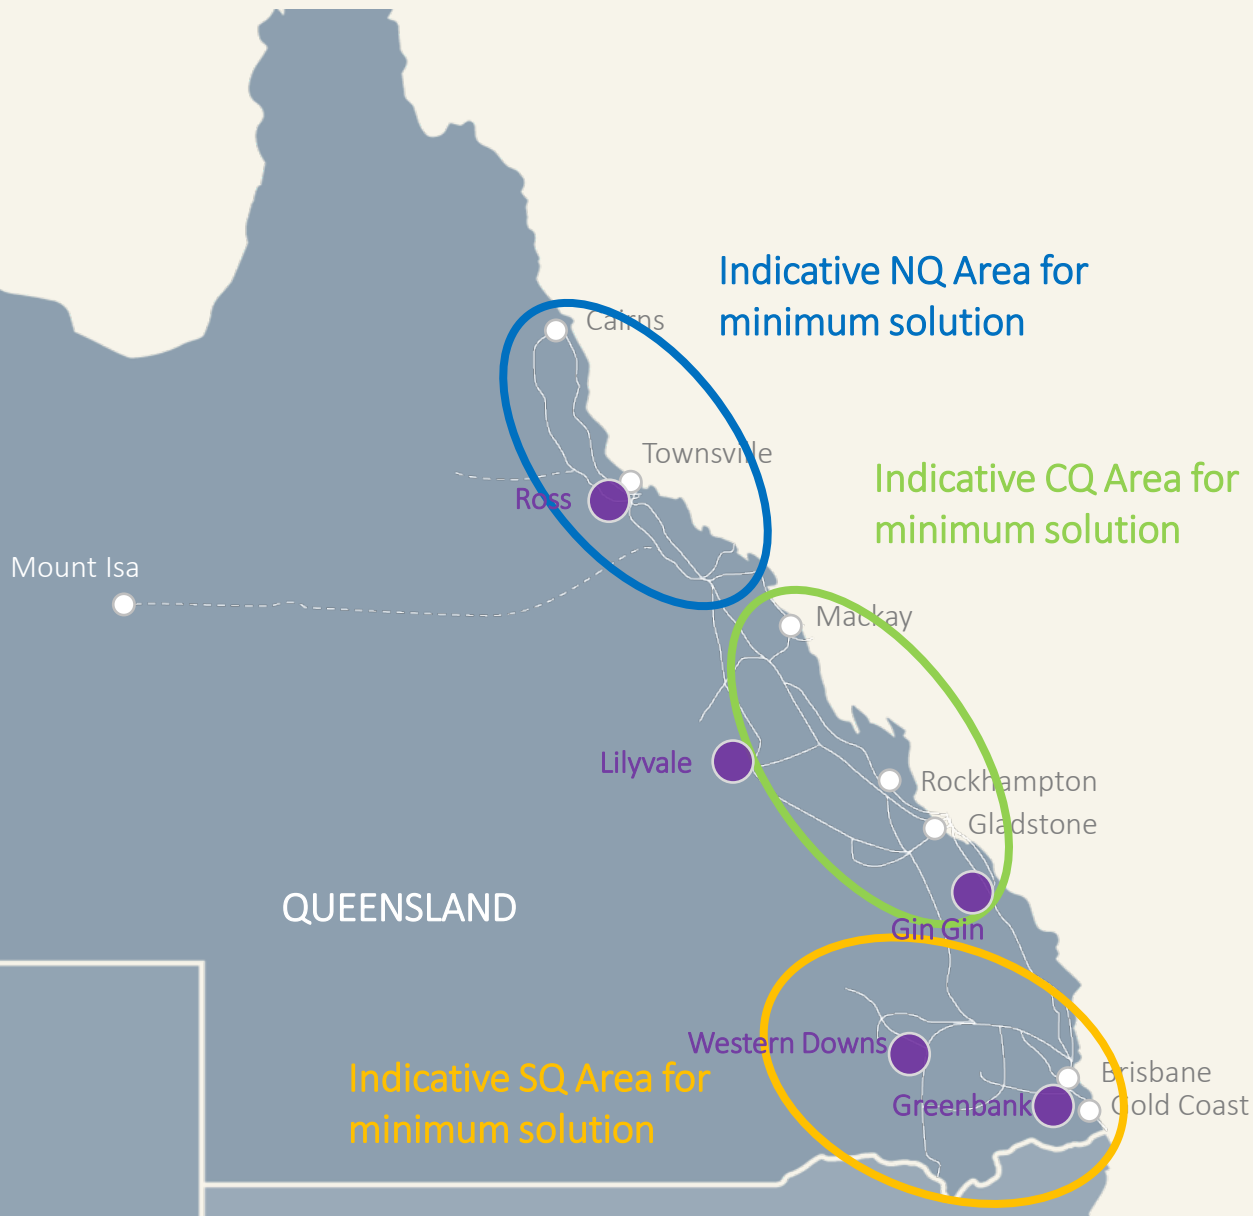 Indicative NQ Area for
minimum solution
Cairns
Townsville
Ross
Indicative CQ Area for
minimum solution
Mount Isa
Mackay
Lilyvale
Rockhampton
Gladstone
QUEENSLAND
Gin Gin
Western Downs
Indicative SQ Area for
minimum solution
Brisbane
Greenbank
Gold Coast